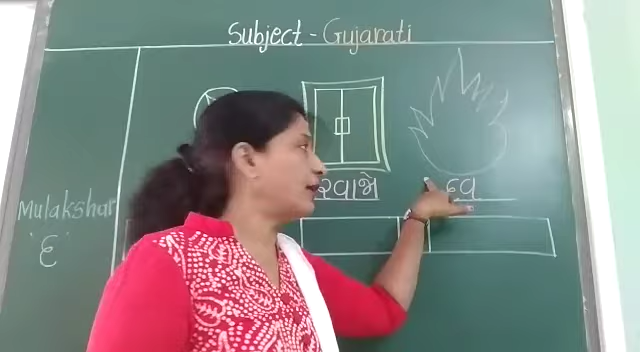 Subject - Gujarati
Mulakshar
'દ'
દવ